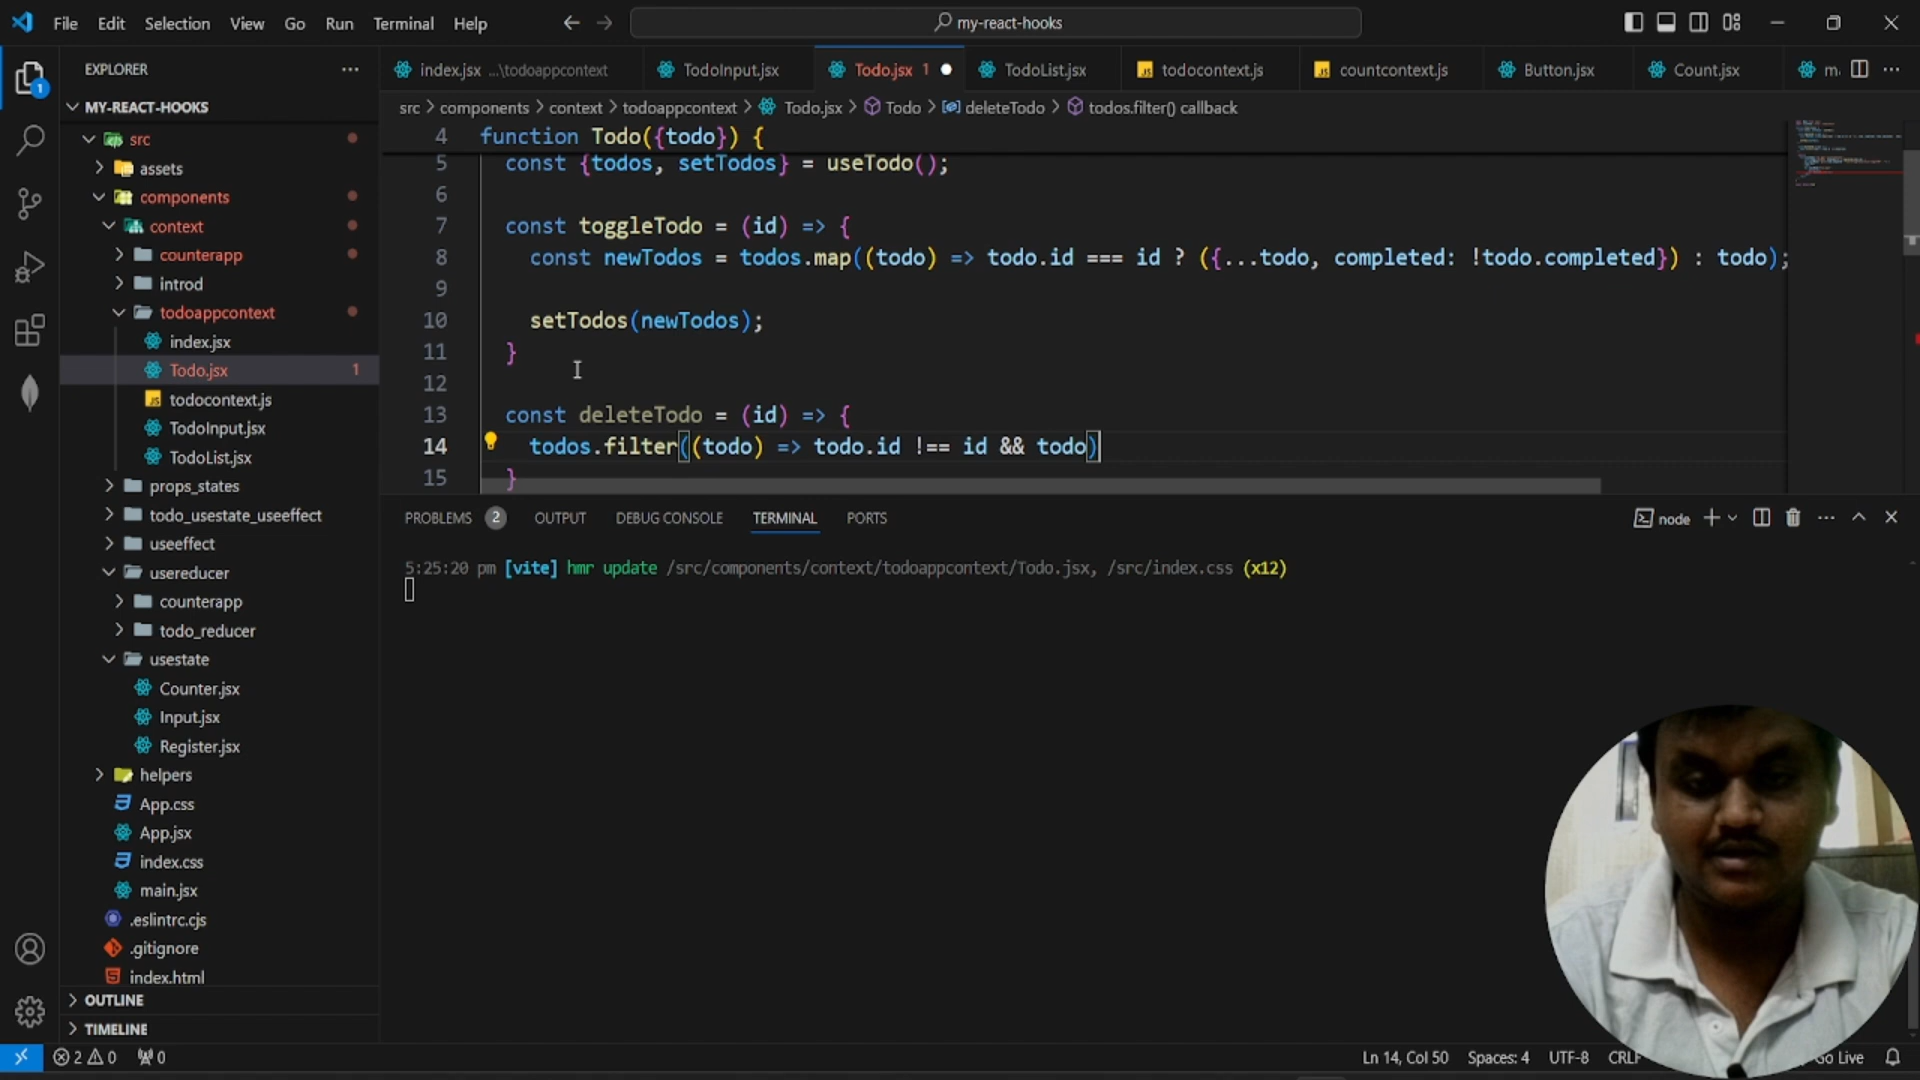 File Edit Selection View Go Run Terminal Help
my-react-hooks
EXPLORER
MY-REACT-HOOKS
src
assets
components
context
counterapp
introd
todoappcontext
index.jsx
Todo.jsx 1
todocontext.js
TodoInput.jsx
TodoList.jsx
props_states
todo_usestate_useeffect
useeffect
usereducer
counterapp
todo_reducer
usestate
Counter.jsx
Input.jsx
Register.jsx
helpers
App.css
App.jsx
index.css
main.jsx
.eslintrc.cjs
.gitignore
index.html
OUTLINE
TIMELINE
1
index.jsx ...\todoappcontext TodoInput.jsx Todo.jsx 1 TodoList.jsx todocontext.js countcontext.js Button.jsx Count.jsx
src > components > context > todoappcontext > Todo.jsx > Todo > deleteTodo > todos.filter() callback
4 function Todo({todo}) {
5 const {todos, setTodos} = useTodo();
6
7 const toggleTodo = (id) => {
8 const newTodos = todos.map((todo) => todo.id === id ? ({...todo, completed: !todo.completed}) : todo);
9
10 setTodos(newTodos);
11 }
12
13 const deleteTodo = (id) => {
14 todos.filter((todo) => todo.id !== id && todo)
15 }
PROBLEMS 2 OUTPUT DEBUG CONSOLE TERMINAL PORTS
node
5:25:20 pm [vite] hmr update /src/components/context/todoappcontext/Todo.jsx, /src/index.css (x12)
2 0 0
Ln 14, Col 50 Spaces: 4 UTF-8 CRLF Go Live